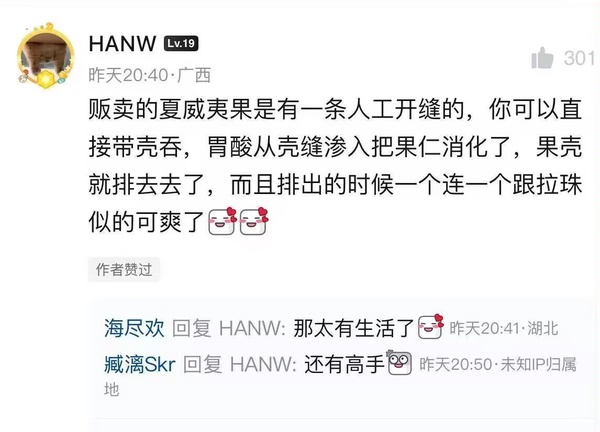 HANW Lv.19
昨天20:40·广西
301
贩卖的夏威夷果是有一条人工开缝的，你可以直
接带壳吞，胃酸从壳缝渗入把果仁消化了，果壳
就排去去了，而且排出的时候一个连一个跟拉珠
似的可爽了
作者赞过
海尽欢 回复 HANW: 那太有生活了 昨天20:41·湖北
臧漓Skr 回复 HANW: 还有高手 昨天20:50·未知IP归属
地